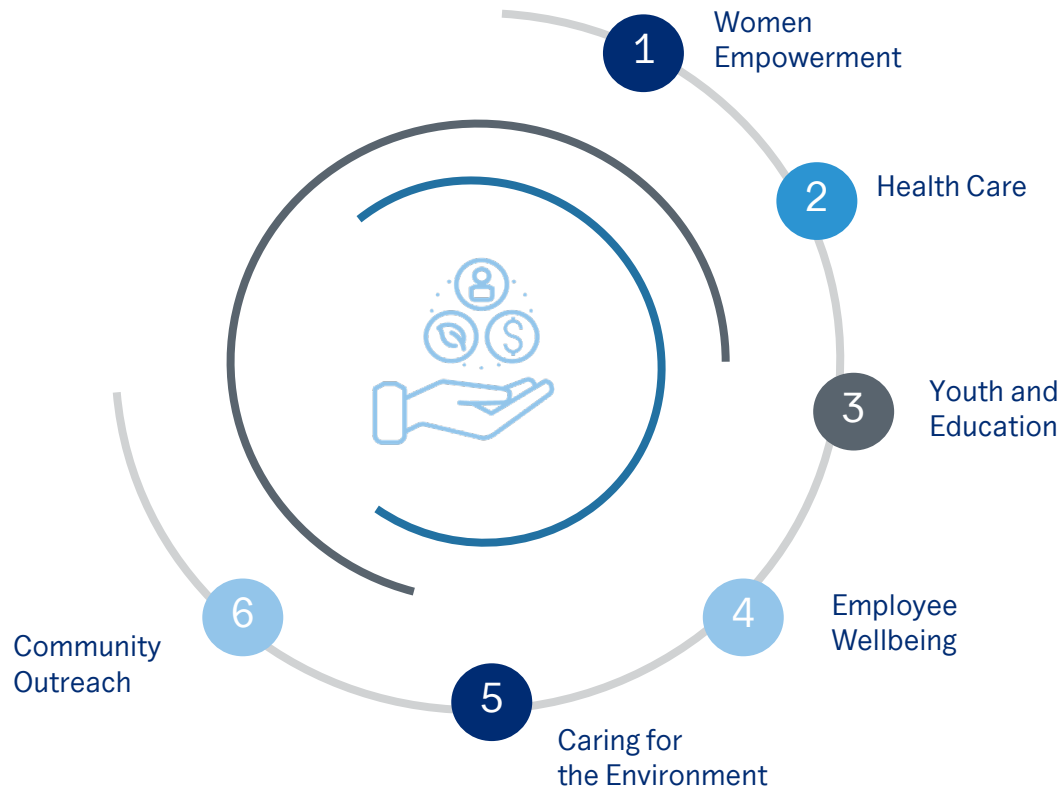 1
Women
Empowerment
2
Health Care
3
Youth and
Education
4
Employee
Wellbeing
5
Caring for
the Environment
6
Community
Outreach
$